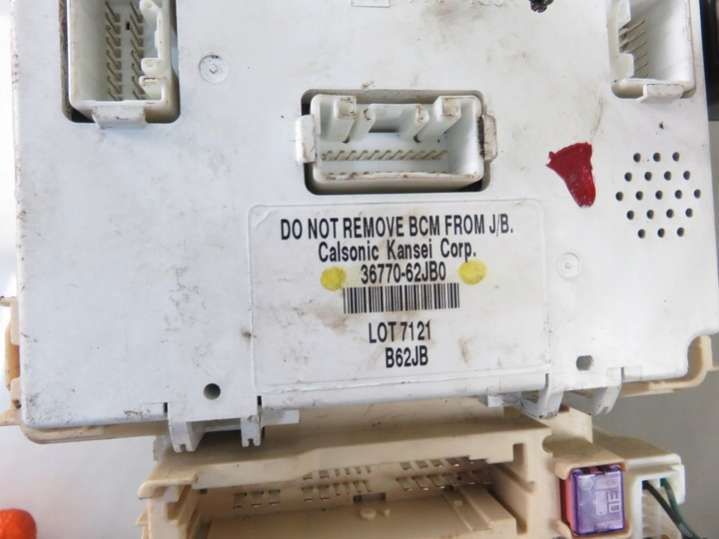 DO NOT REMOVE BCM FROM J/B.
Calsonic Kansei Corp.
36770-62JB0
LOT 7121
B62JB